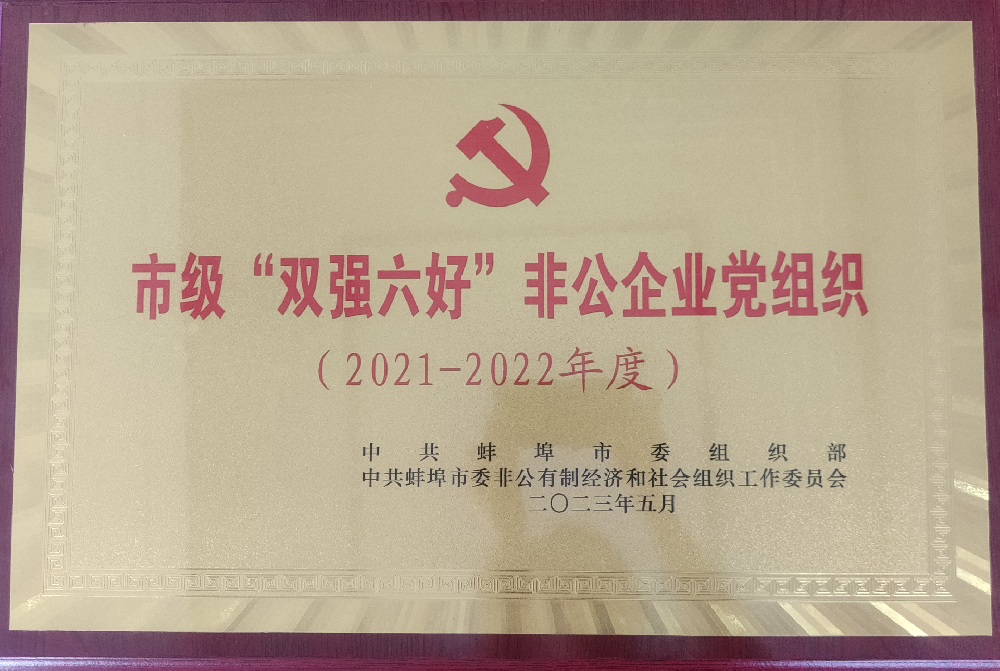 市级“双强六好”非公企业党组织
（2021-2022年度）
中共蚌埠市委组织部
中共蚌埠市委非公有制经济和社会组织工作委员会
二〇二三年五月